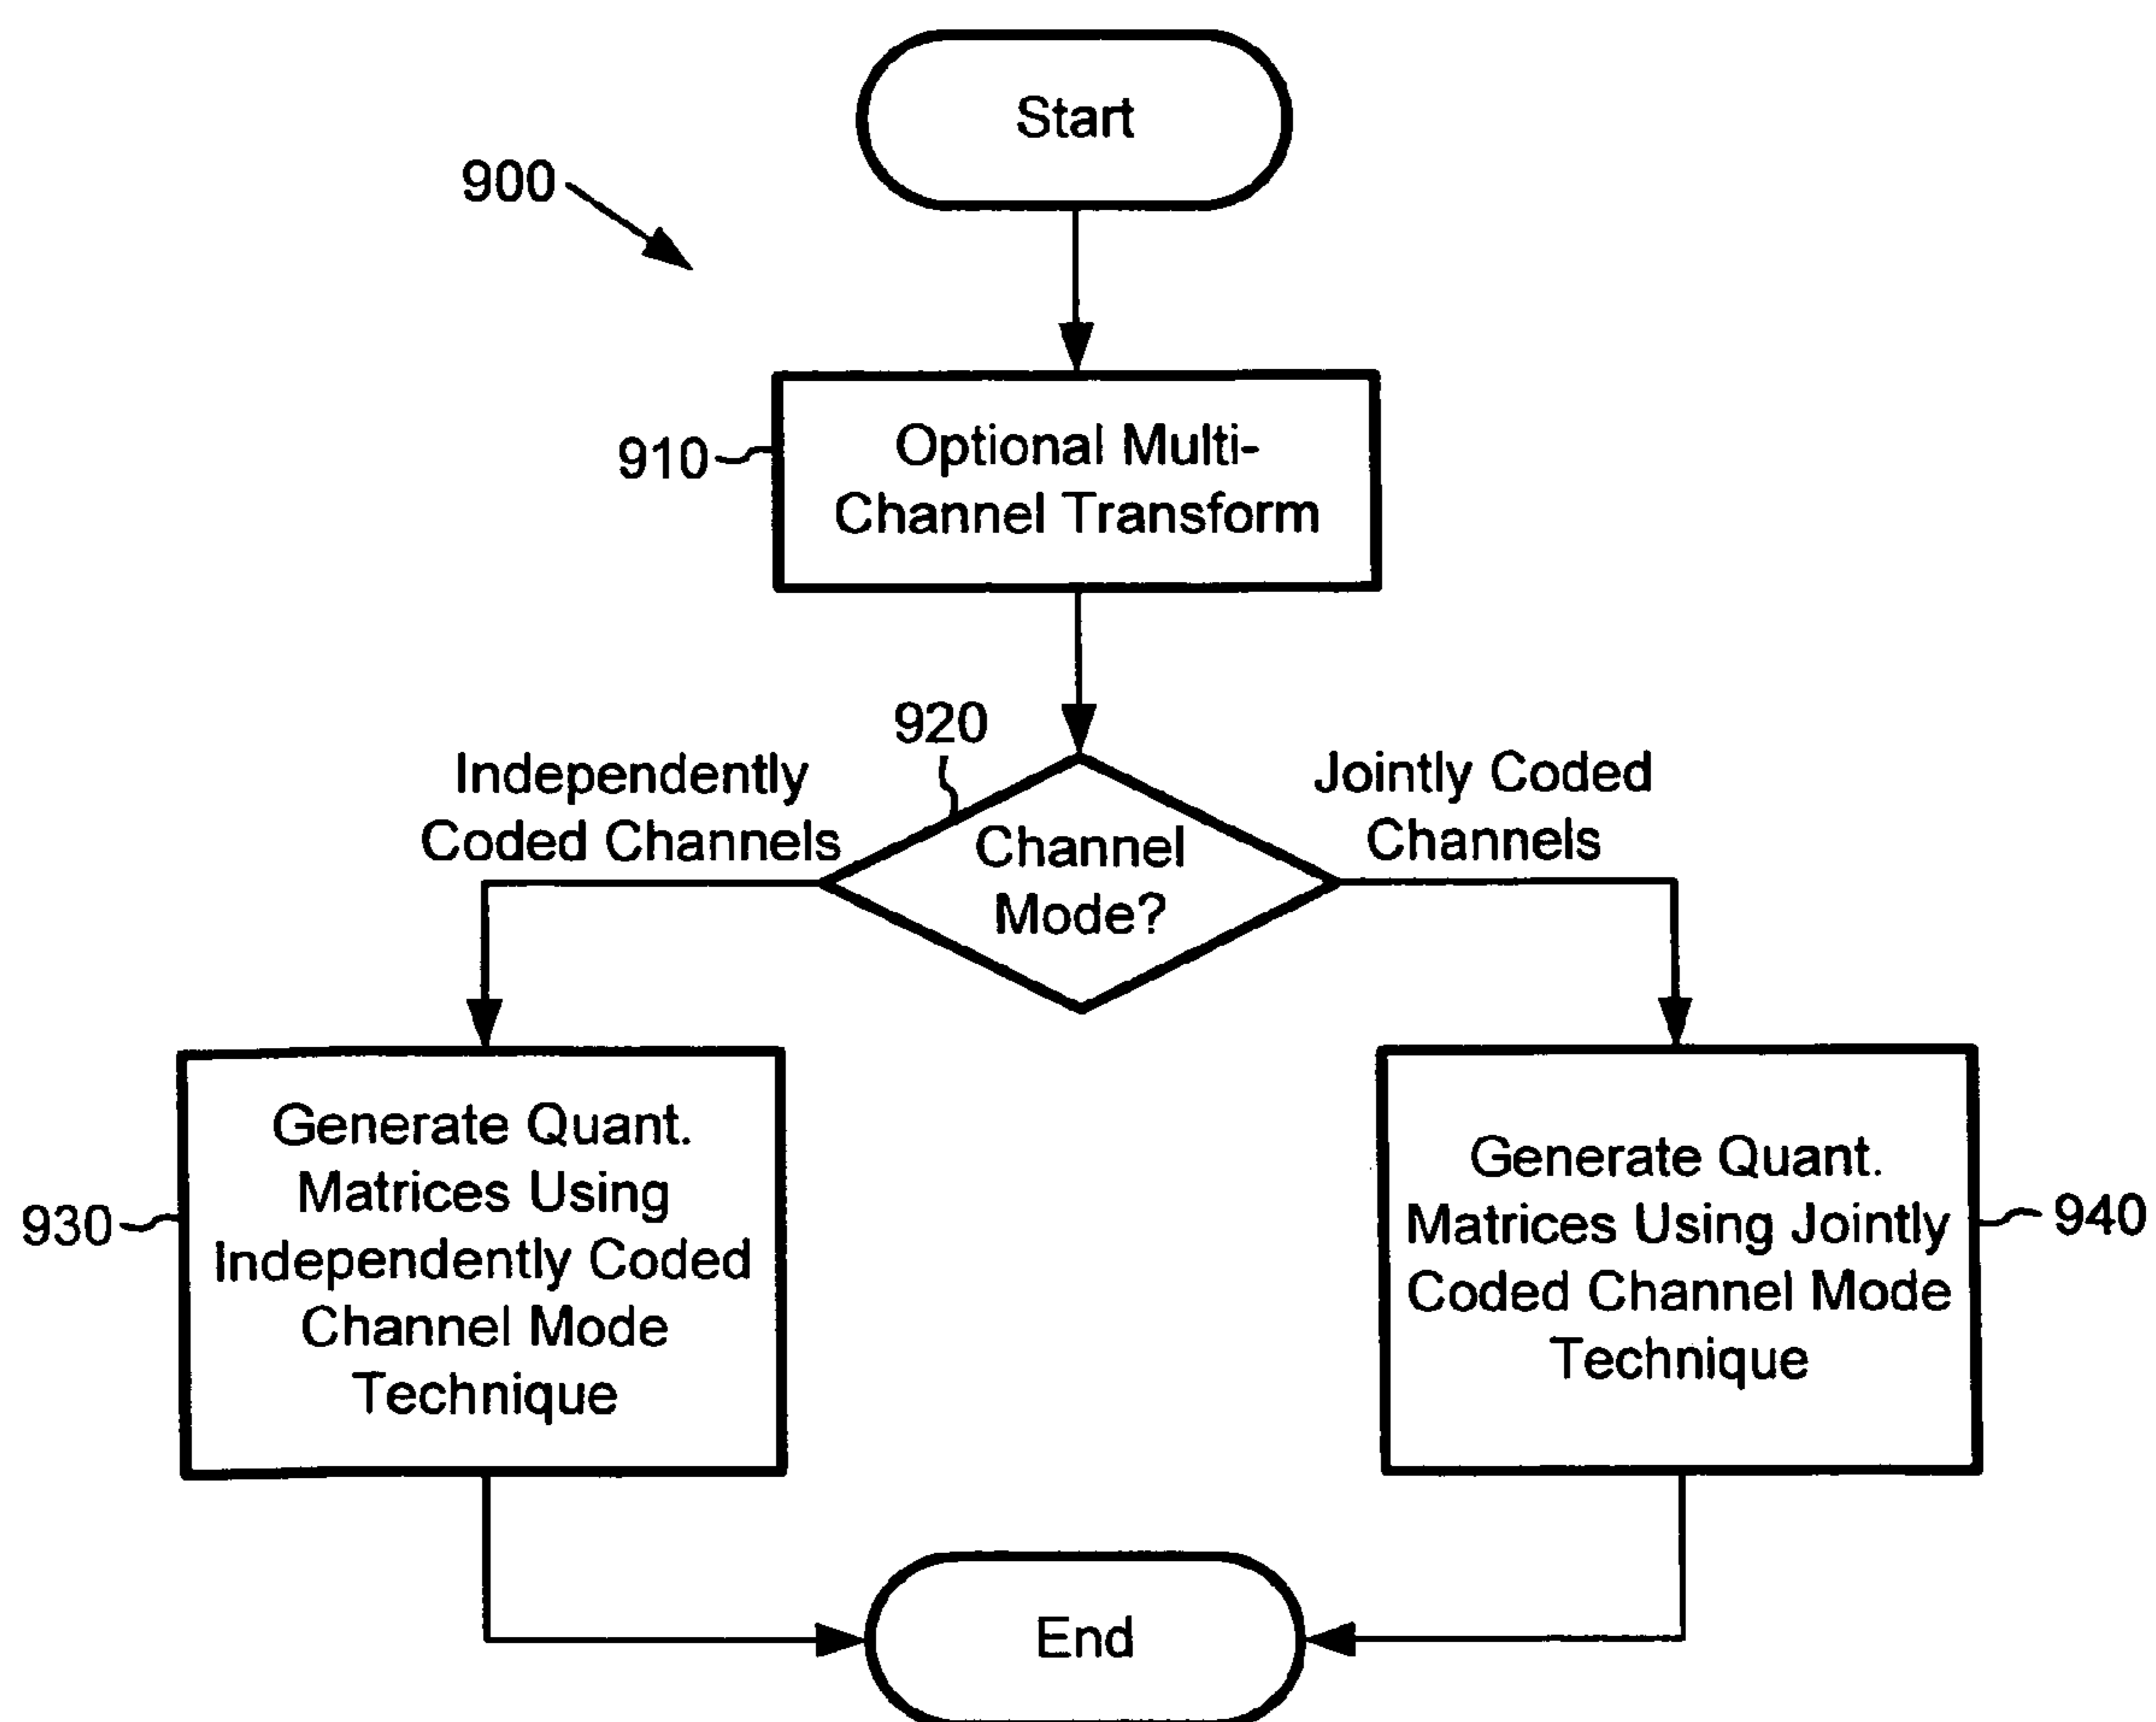 Start
900
910
Optional Multi-
Channel Transform
920
Independently
Coded Channels
Jointly Coded
Channels
Channel
Mode?
930
Generate Quant.
Matrices Using
Independently Coded
Channel Mode
Technique
Generate Quant.
Matrices Using Jointly
Coded Channel Mode
Technique
940
End